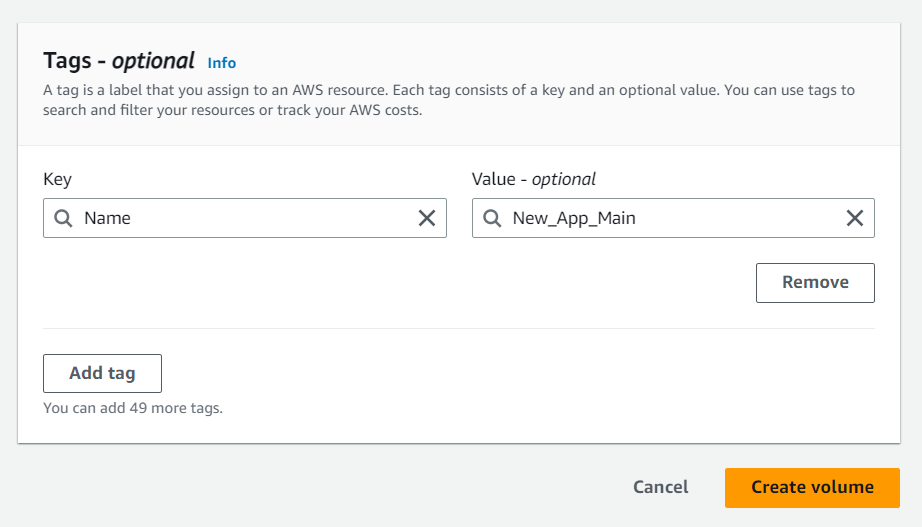 Tags - optional Info
A tag is a label that you assign to an AWS resource. Each tag consists of a key and an optional value. You can use tags to
search and filter your resources or track your AWS costs.
Key
Value - optional
Name
New_App_Main
Remove
Add tag
You can add 49 more tags.
Cancel
Create volume